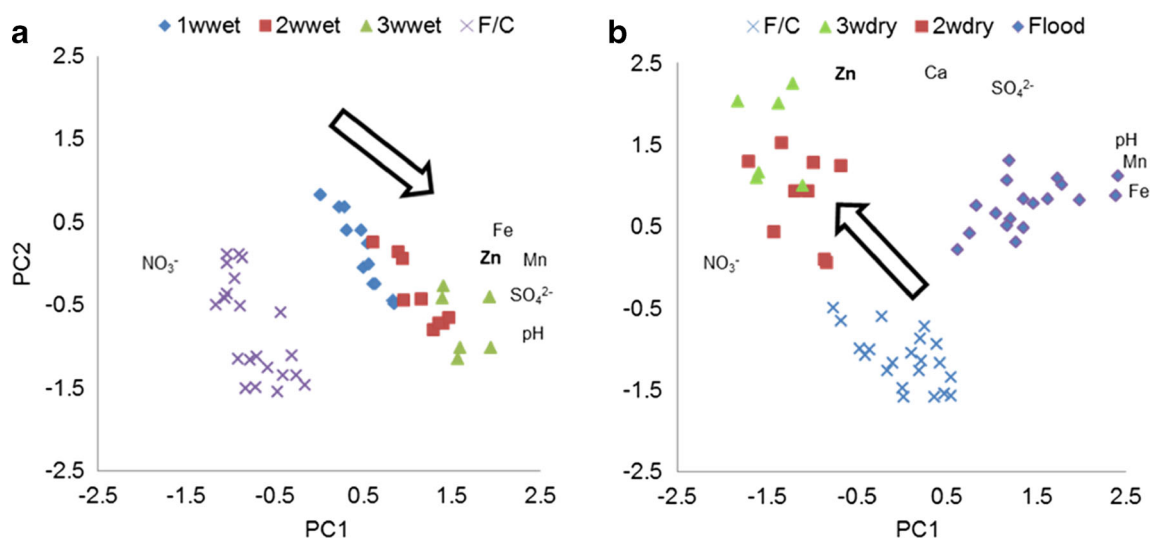 a
1wwet 2wwet 3wwet F/C
2.5
1.5
0.5
-0.5
-1.5
-2.5
PC2
-2.5 -1.5 -0.5 0.5 1.5 2.5
PC1
NO₃⁻
Fe
Zn Mn
SO₄²⁻
pH
b
F/C 3wdry 2wdry Flood
2.5
1.5
0.5
-0.5
-1.5
-2.5
-2.5 -1.5 -0.5 0.5 1.5 2.5
PC1
Zn Ca
SO₄²⁻
pH
Mn
Fe
NO₃⁻